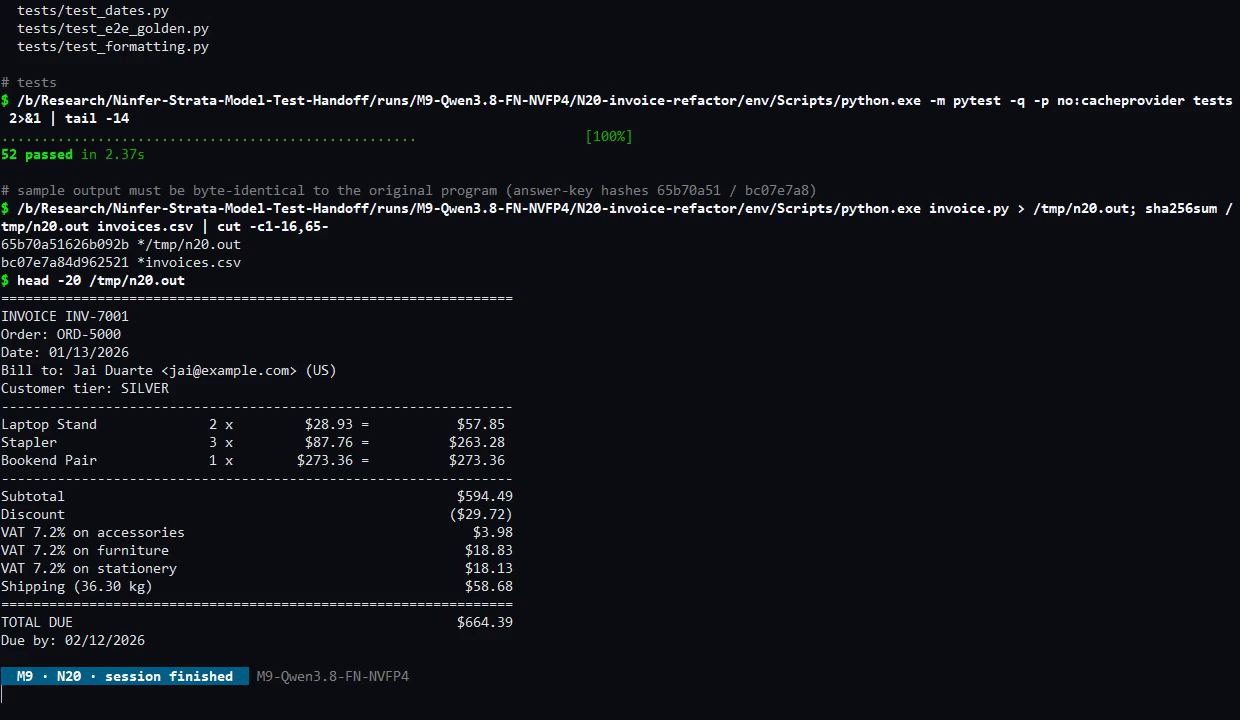 tests/test_dates.py
tests/test_e2e_golden.py
tests/test_formatting.py
# tests
$ /b/Research/Ninfer-Strata-Model-Test-Handoff/runs/M9-Qwen3.8-FN-NVFP4/N20-invoice-refactor/env/Scripts/python.exe -m pytest -q -p no:cacheprovider tests
2>&1 | tail -14
.................................................... [100%]
52 passed in 2.37s
# sample output must be byte-identical to the original program (answer-key hashes 65b70a51 / bc07e7a8)
$ /b/Research/Ninfer-Strata-Model-Test-Handoff/runs/M9-Qwen3.8-FN-NVFP4/N20-invoice-refactor/env/Scripts/python.exe invoice.py > /tmp/n20.out; sha256sum /
tmp/n20.out invoices.csv | cut -c1-16,65-
65b70a51626b092b */tmp/n20.out
bc07e7a84d962521 *invoices.csv
$ head -20 /tmp/n20.out
================================================================
INVOICE INV-7001
Order: ORD-5000
Date: 01/13/2026
Bill to: Jai Duarte <jai@example.com> (US)
Customer tier: SILVER
----------------------------------------------------------------
Laptop Stand 2 x $28.93 = $57.85
Stapler 3 x $87.76 = $263.28
Bookend Pair 1 x $273.36 = $273.36
----------------------------------------------------------------
Subtotal $594.49
Discount ($29.72)
VAT 7.2% on accessories $3.98
VAT 7.2% on furniture $18.83
VAT 7.2% on stationery $18.13
Shipping (36.30 kg) $58.68
================================================================
TOTAL DUE $664.39
Due by: 02/12/2026
M9 · N20 · session finished M9-Qwen3.8-FN-NVFP4